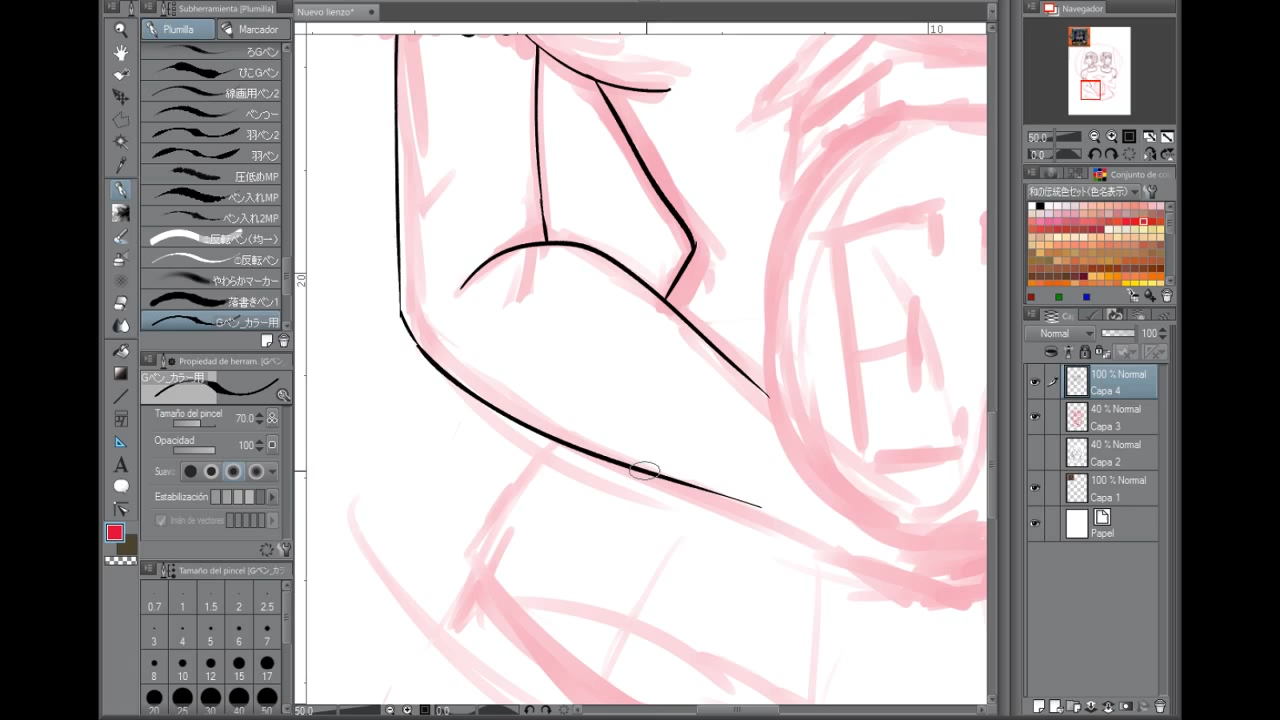 Subherramienta [Plumilla]
Nuevo lienzo*
Navegador
Plumilla
Marcador
ろGペン
ぴこGペン
線画用ペン2
ペンつー
羽ペン2
羽ペン
圧低めMP
ペン入れMP
ペン入れ2MP
◎反転ペン(均一)
◎反転ペン
やわらかマーカー
落書きペン1
Gペン_カラー用
Propiedad de herram. [Gペン
Gペン_カラー用
Tamaño del pincel
70.0
Opacidad
100
Suav.
Estabilización
Imán de vectores
Tamaño del pincel [Gペン_カラ
0.7 1 1.5 2 2.5
3 4 5 6 7
8 10 12 15 17
20 25 30 40 50
10
20
50.0
0.0
50.0
0.0
Conjunto de co
和の伝統色セット(色名表示)
Normal
100
100 % Normal
Capa 4
40 % Normal
Capa 3
40 % Normal
Capa 2
100 % Normal
Capa 1
Papel